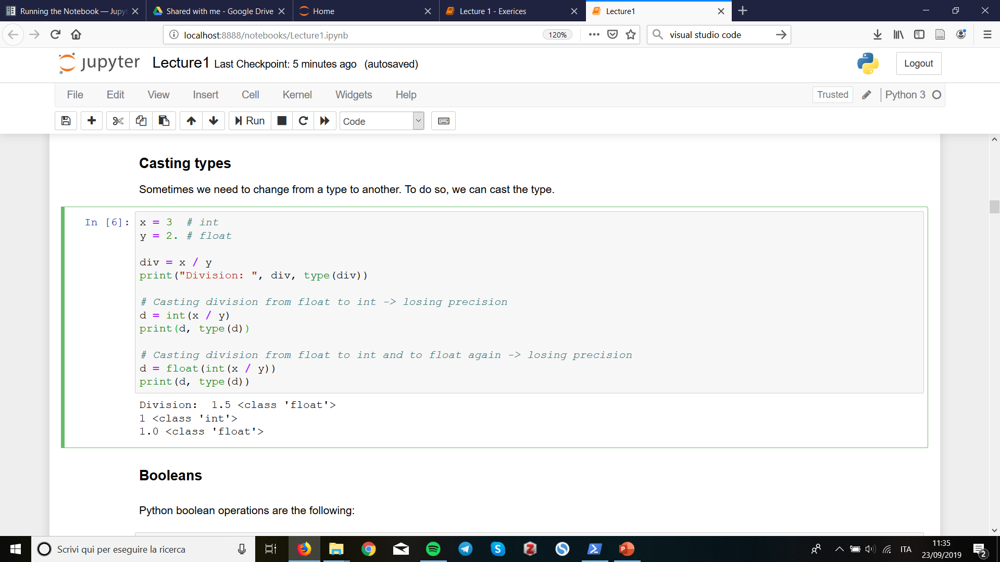 Running the Notebook — Jupy
Shared with me - Google Drive
Home
Lecture 1 - Exerices
Lecture1
localhost:8888/notebooks/Lecture1.ipynb
120%
visual studio code
jupyter
Lecture1 Last Checkpoint: 5 minutes ago (autosaved)
Logout
File Edit View Insert Cell Kernel Widgets Help
Trusted
Python 3
Run
Code
Casting types
Sometimes we need to change from a type to another. To do so, we can cast the type.
In [6]:
x = 3  # int
y = 2. # float
div = x / y
print("Division: ", div, type(div))
# Casting division from float to int -> losing precision
d = int(x / y)
print(d, type(d))
# Casting division from float to int and to float again -> losing precision
d = float(int(x / y))
print(d, type(d))
Division:  1.5 <class 'float'>
1 <class 'int'>
1.0 <class 'float'>
Booleans
Python boolean operations are the following:
Scrivi qui per eseguire la ricerca
ITA
11:35
23/09/2019
2